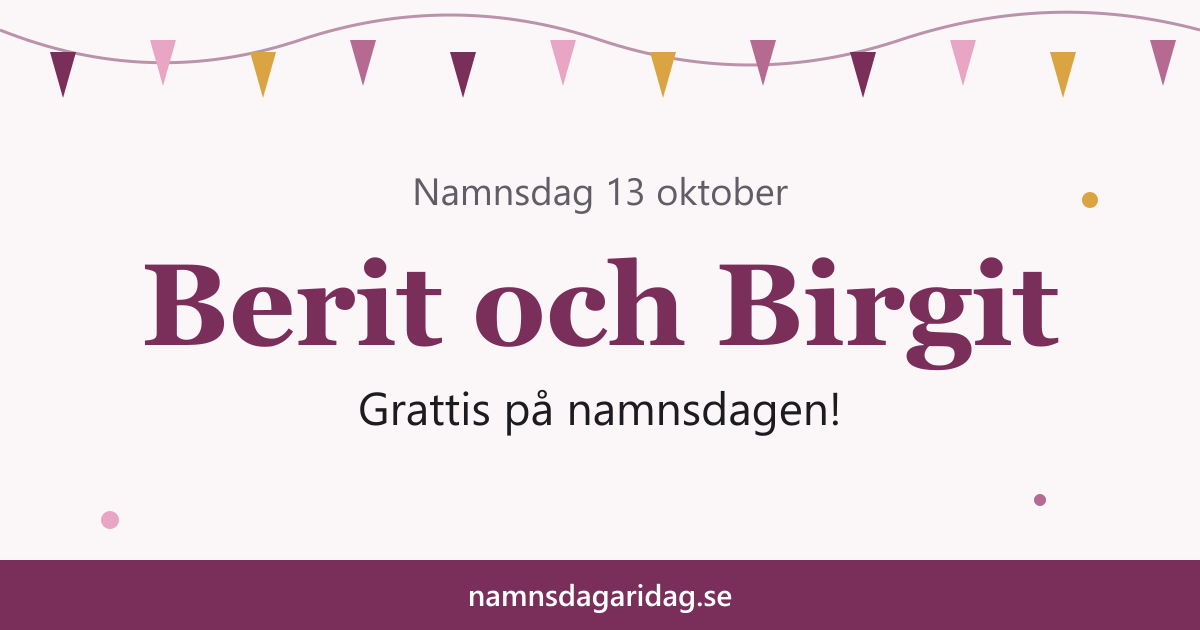 Namnsdag 13 oktober
Berit och Birgit
Grattis på namnsdagen!
namnsdagaridag.se